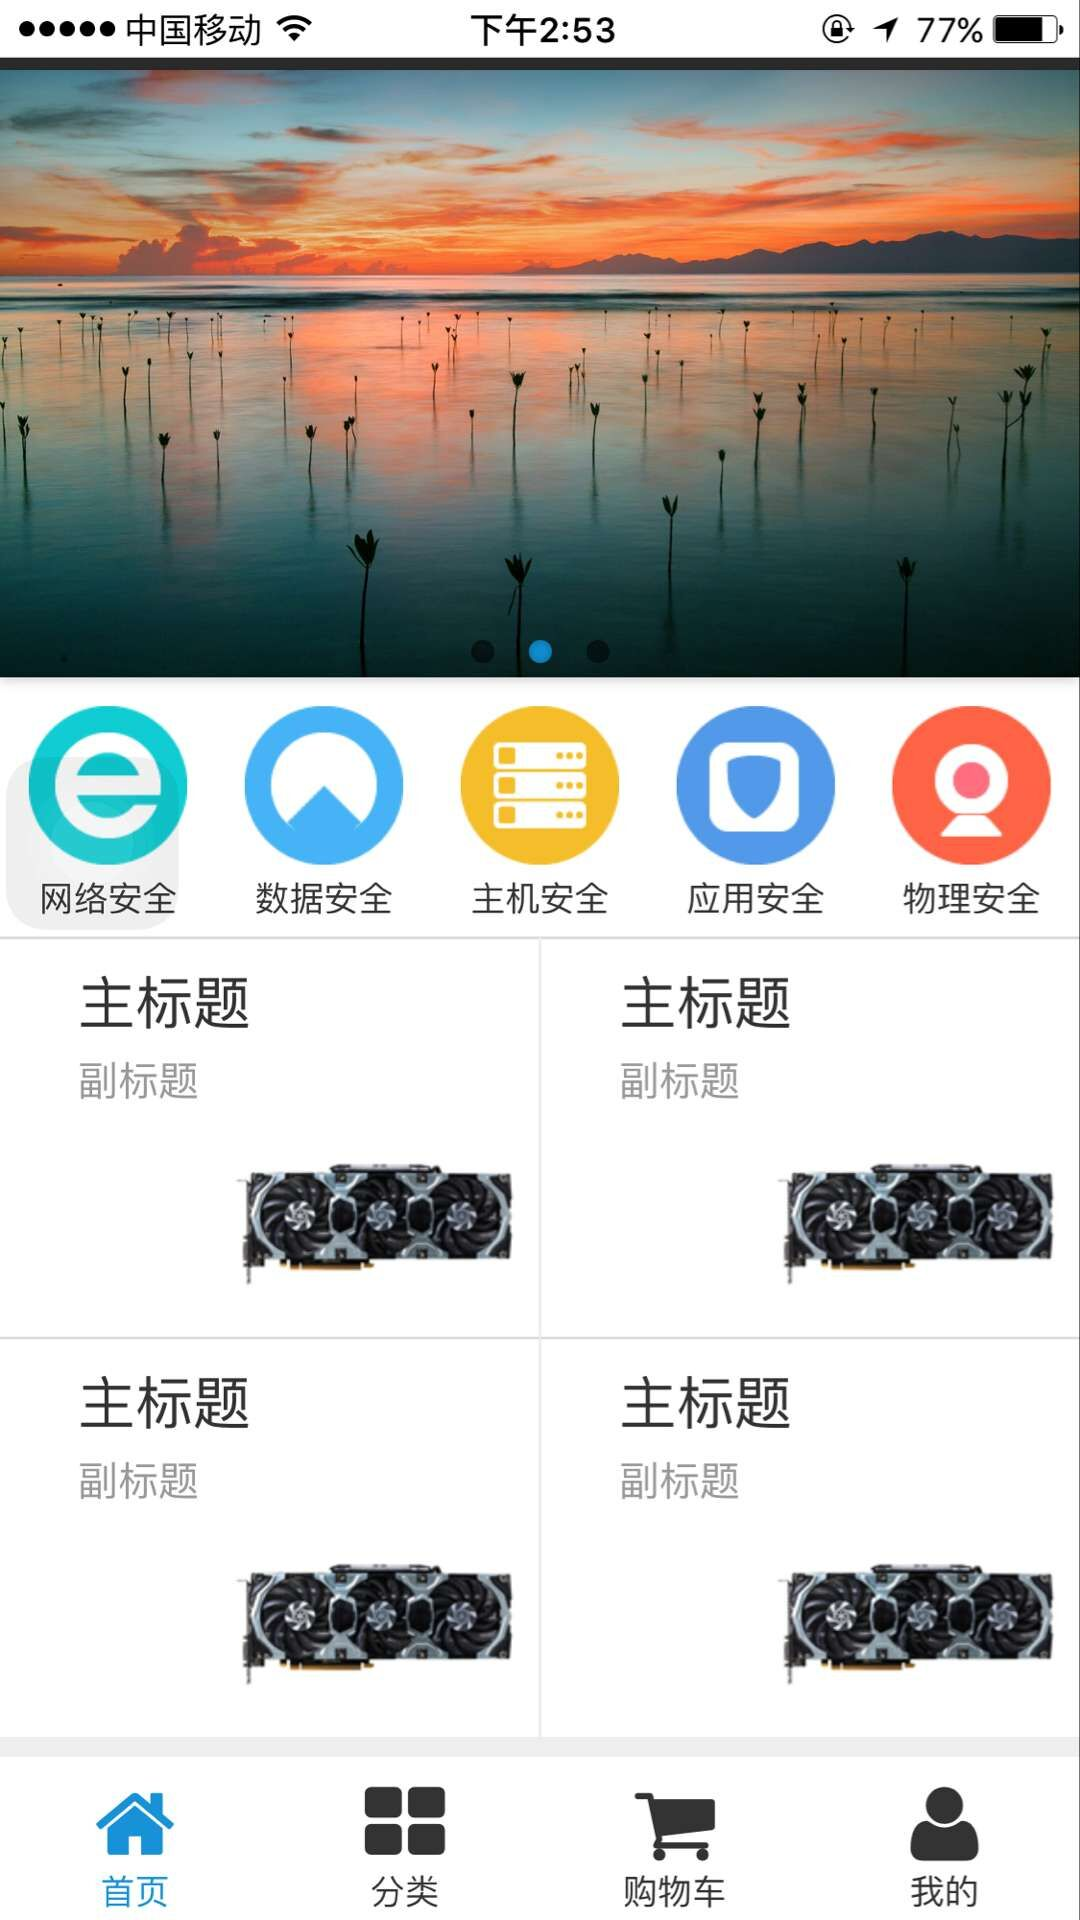 中国移动 下午2:53 77%
网络安全 数据安全 主机安全 应用安全 物理安全
主标题 主标题
副标题 副标题
主标题 主标题
副标题 副标题
首页 分类 购物车 我的